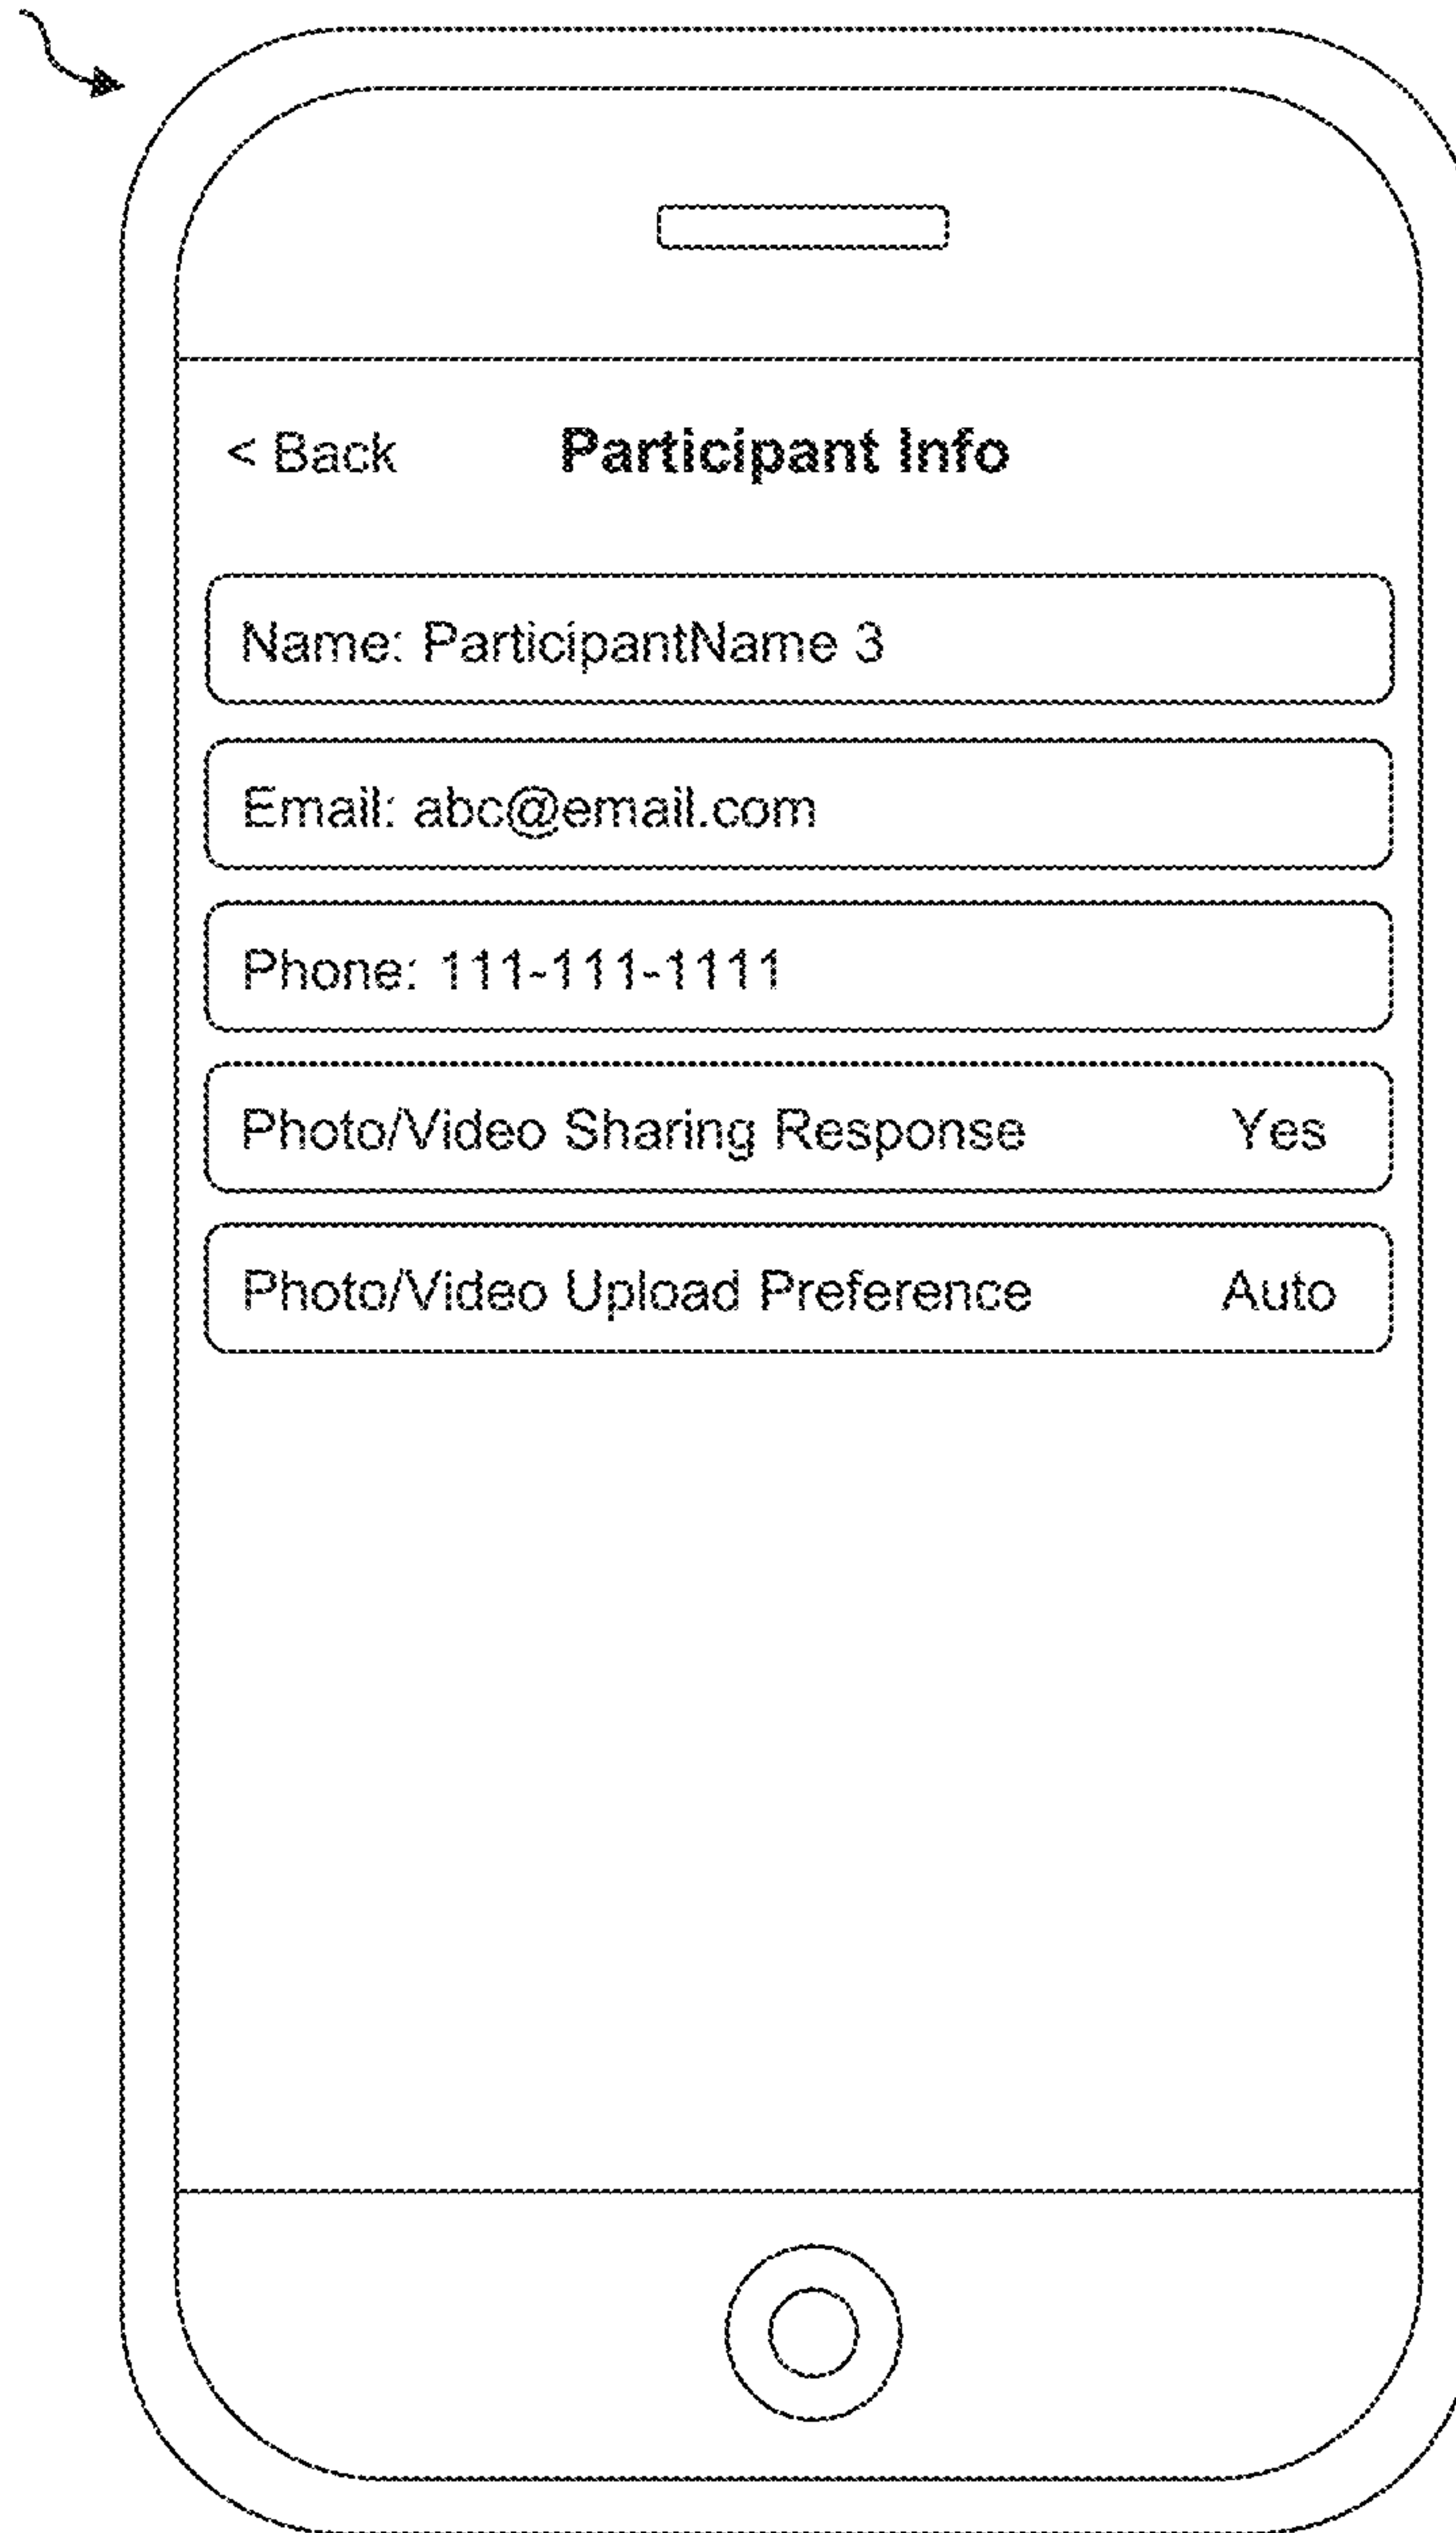 < Back Participant Info
Name: ParticipantName 3
Email: abc@email.com
Phone: 111-111-1111
Photo/Video Sharing Response Yes
Photo/Video Upload Preference Auto